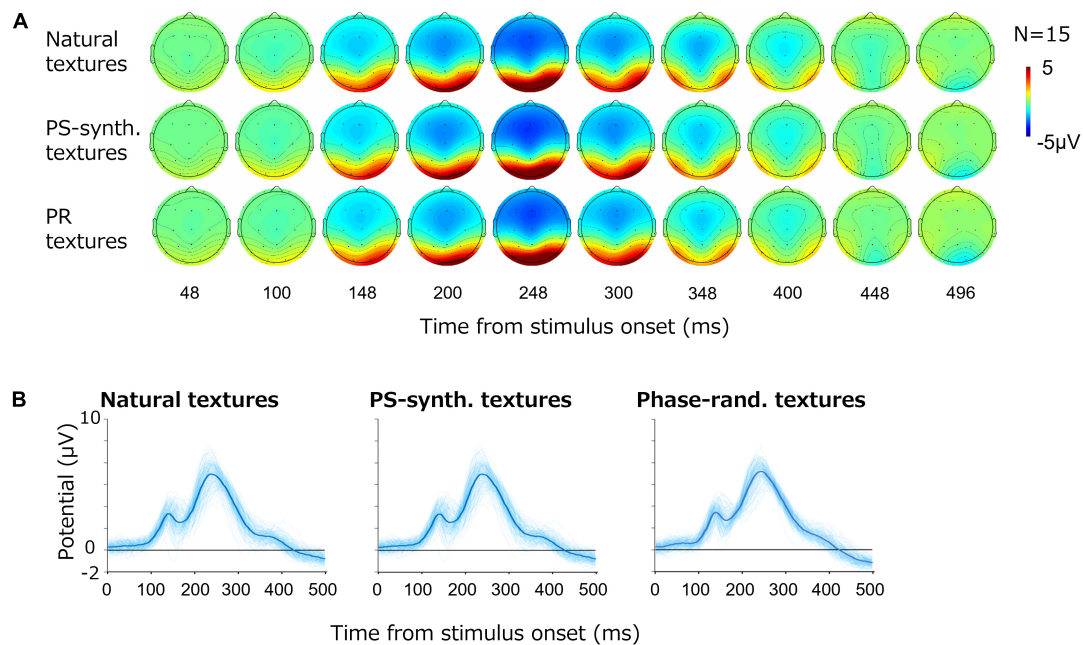 A
Natural
textures
N=15
5
-5μV
PS-synth.
textures
PR
textures
48 100 148 200 248 300 348 400 448 496
Time from stimulus onset (ms)
B
Natural textures PS-synth. textures Phase-rand. textures
Potential (μV)
10
0
-2
0 100 200 300 400 500 0 100 200 300 400 500 0 100 200 300 400 500
Time from stimulus onset (ms)